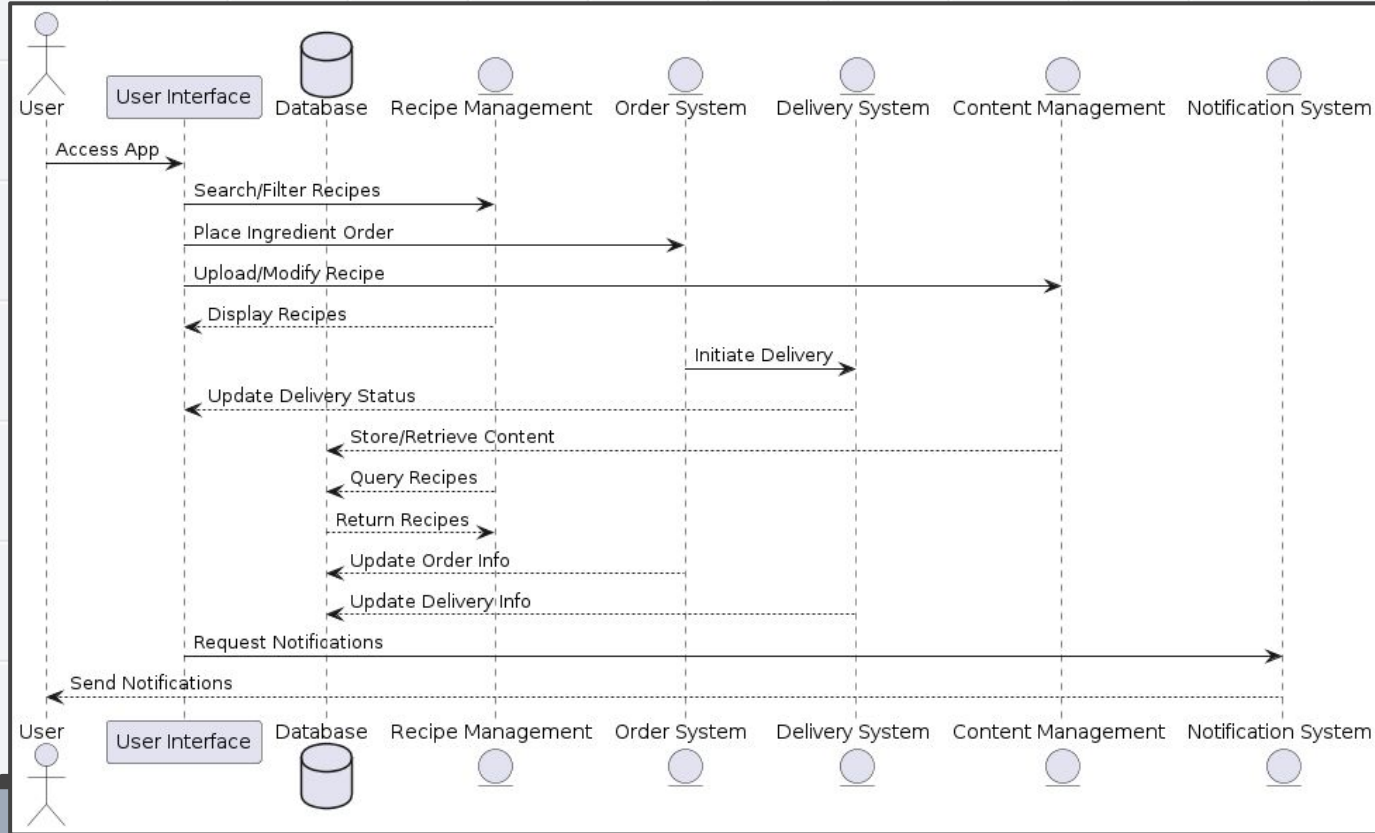 User
User Interface
Database
Recipe Management
Order System
Delivery System
Content Management
Notification System
Access App
Search/Filter Recipes
Place Ingredient Order
Upload/Modify Recipe
Display Recipes
Initiate Delivery
Update Delivery Status
Store/Retrieve Content
Query Recipes
Return Recipes
Update Order Info
Update Delivery Info
Request Notifications
Send Notifications
User
User Interface
Database
Recipe Management
Order System
Delivery System
Content Management
Notification System